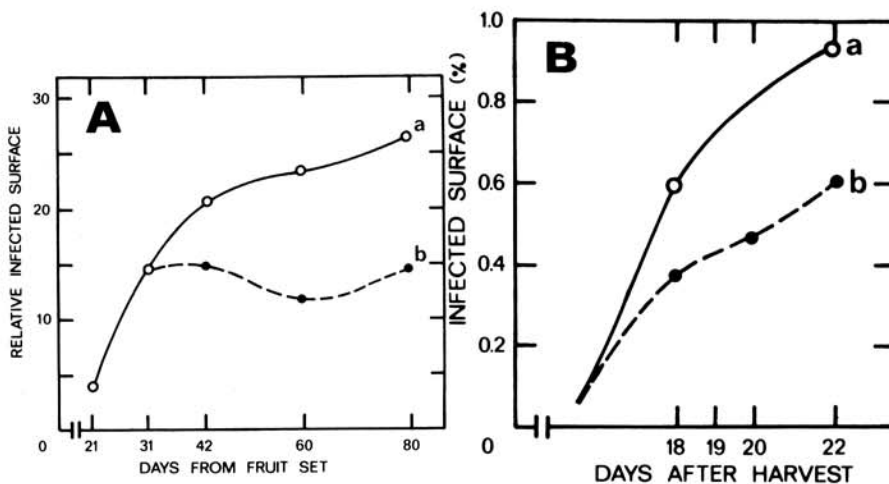 A
RELATIVE INFECTED SURFACE
30
20
10
0
a
b
21 31 42 60 80
DAYS FROM FRUIT SET
B
INFECTED SURFACE (%)
1.0
0.8
0.6
0.4
0.2
0
a
b
18 19 20 22
DAYS AFTER HARVEST